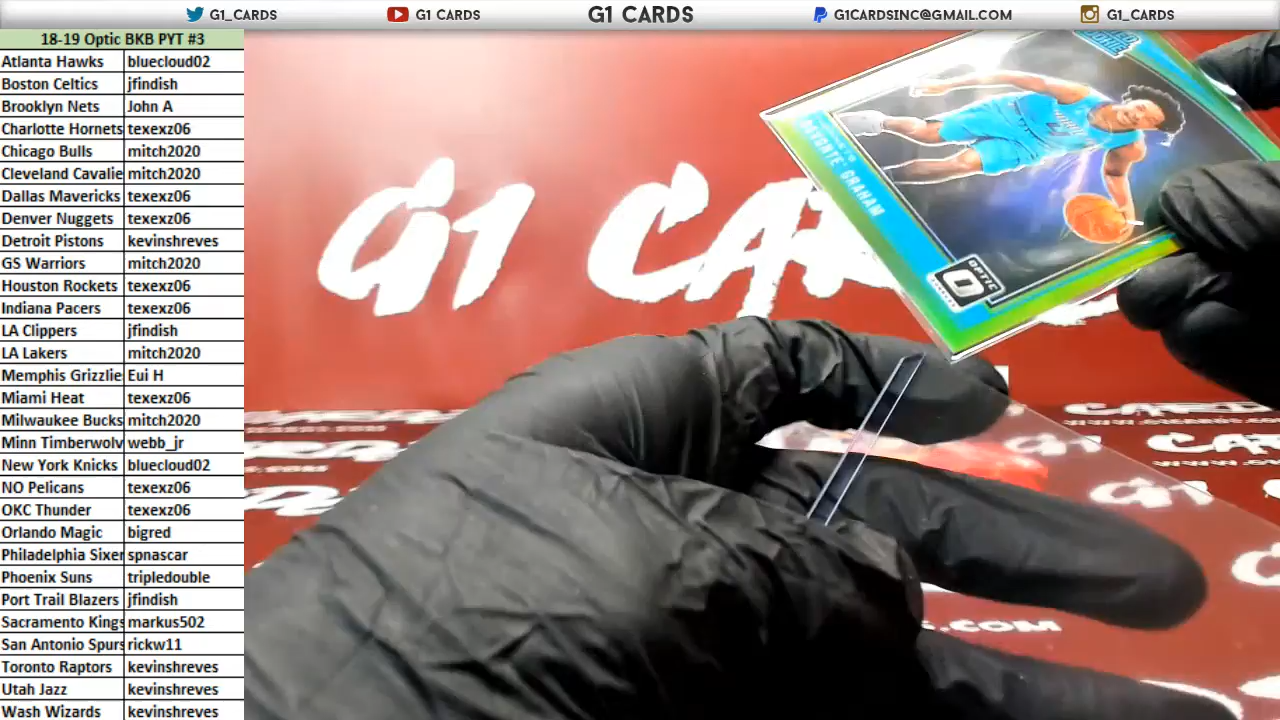 G1_CARDS
G1 CARDS
G1 CARDS
G1CARDSINC@GMAIL.COM
G1_CARDS
18-19 Optic BKB PYT #3
Atlanta Hawks bluecloud02
Boston Celtics jfindish
Brooklyn Nets John A
Charlotte Hornets texexz06
Chicago Bulls mitch2020
Cleveland Cavalie mitch2020
Dallas Mavericks texexz06
Denver Nuggets texexz06
Detroit Pistons kevinshreves
GS Warriors mitch2020
Houston Rockets texexz06
Indiana Pacers texexz06
LA Clippers jfindish
LA Lakers mitch2020
Memphis Grizzlie Eui H
Miami Heat texexz06
Milwaukee Bucks mitch2020
Minn Timberwolv webb_jr
New York Knicks bluecloud02
NO Pelicans texexz06
OKC Thunder texexz06
Orlando Magic bigred
Philadelphia Sixer spnascar
Phoenix Suns tripledouble
Port Trail Blazers jfindish
Sacramento Kings markus502
San Antonio Spurs rickw11
Toronto Raptors kevinshreves
Utah Jazz kevinshreves
Wash Wizards kevinshreves
G1 CAR
DEVONTE GRAHAM
OPTIC